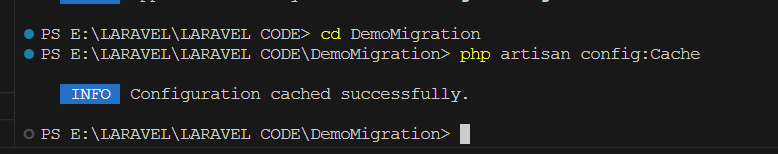 PS E:\LARAVEL\LARAVEL CODE> cd DemoMigration
PS E:\LARAVEL\LARAVEL CODE\DemoMigration> php artisan config:Cache
INFO Configuration cached successfully.
PS E:\LARAVEL\LARAVEL CODE\DemoMigration>